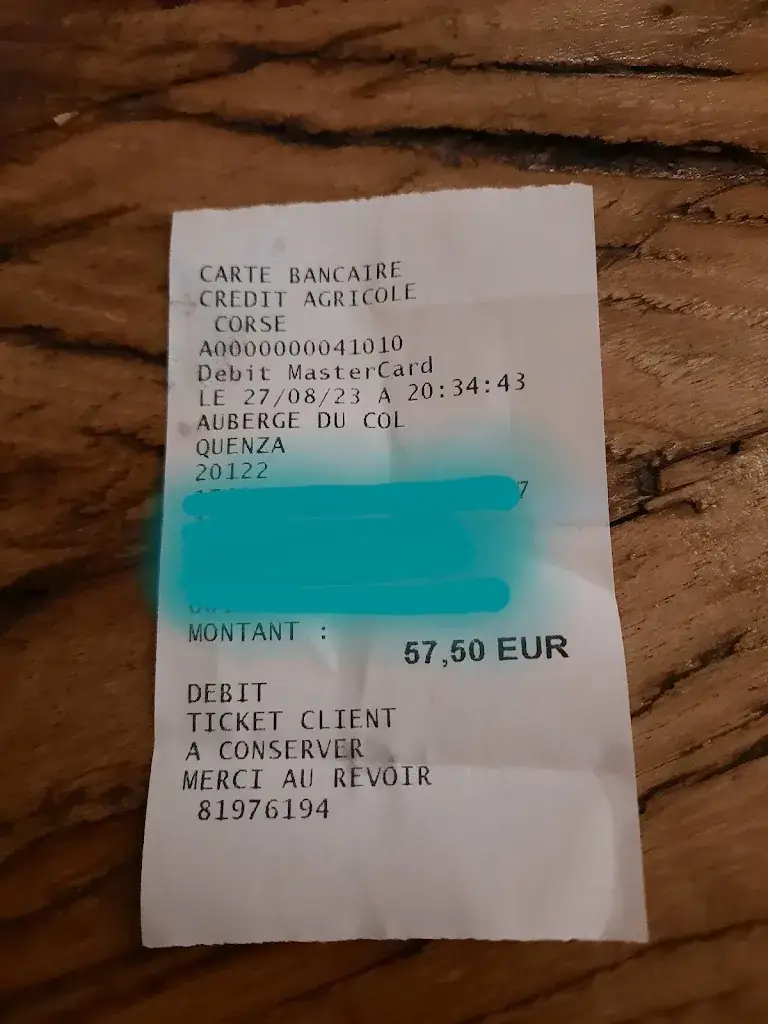 CARTE BANCAIRE
CREDIT AGRICOLE
CORSE
A0000000041010
Debit MasterCard
LE 27/08/23 A 20:34:43
AUBERGE DU COL
QUENZA
20122
7
MONTANT :
57,50 EUR
DEBIT
TICKET CLIENT
A CONSERVER
MERCI AU REVOIR
81976194